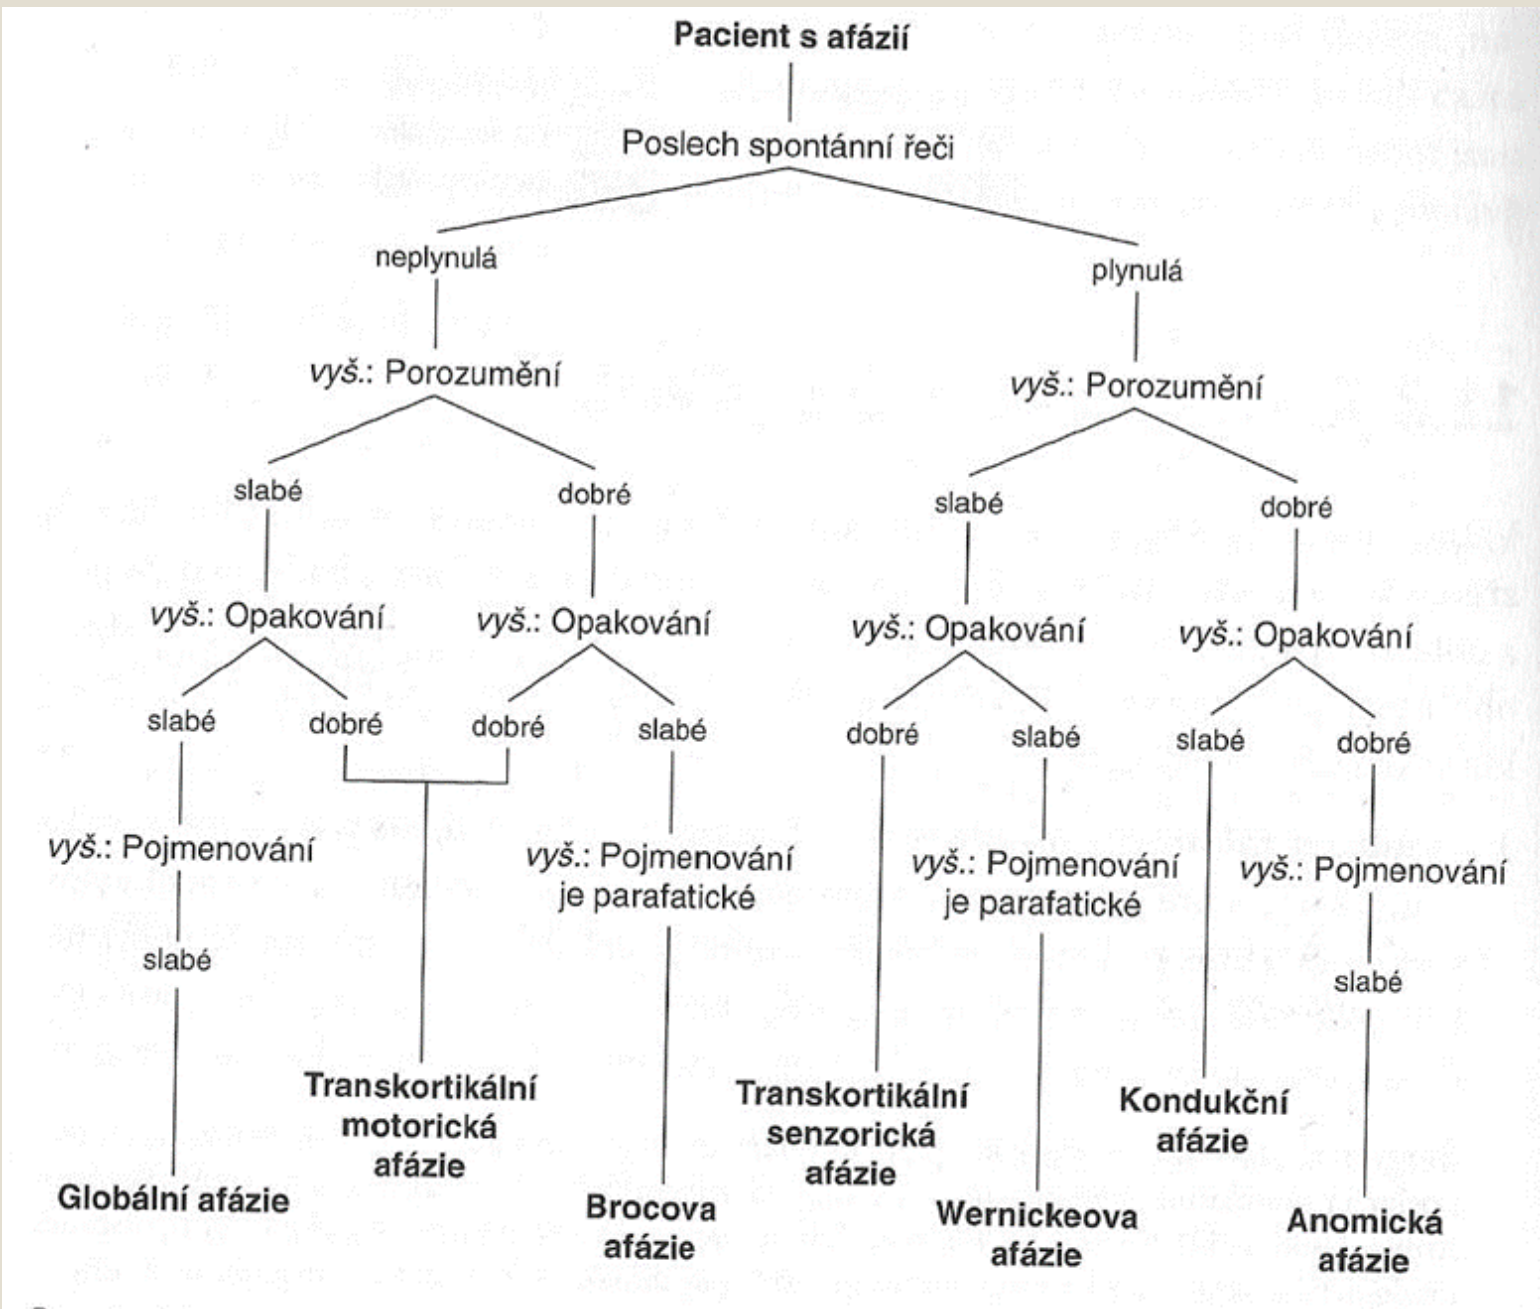 Pacient s afázií
Poslech spontánní řeči
neplynulá
plynulá
vyš.: Porozumění
vyš.: Porozumění
slabé
dobré
slabé
dobré
vyš.: Opakování
vyš.: Opakování
vyš.: Opakování
vyš.: Opakování
slabé
dobré
dobré
slabé
dobré
slabé
slabé
dobré
vyš.: Pojmenování
vyš.: Pojmenování
je parafatické
vyš.: Pojmenování
je parafatické
vyš.: Pojmenování
slabé
slabé
Globální afázie
Transkortikální
motorická
afázie
Brocova
afázie
Transkortikální
senzorická
afázie
Wernickeova
afázie
Kondukční
afázie
Anomická
afázie